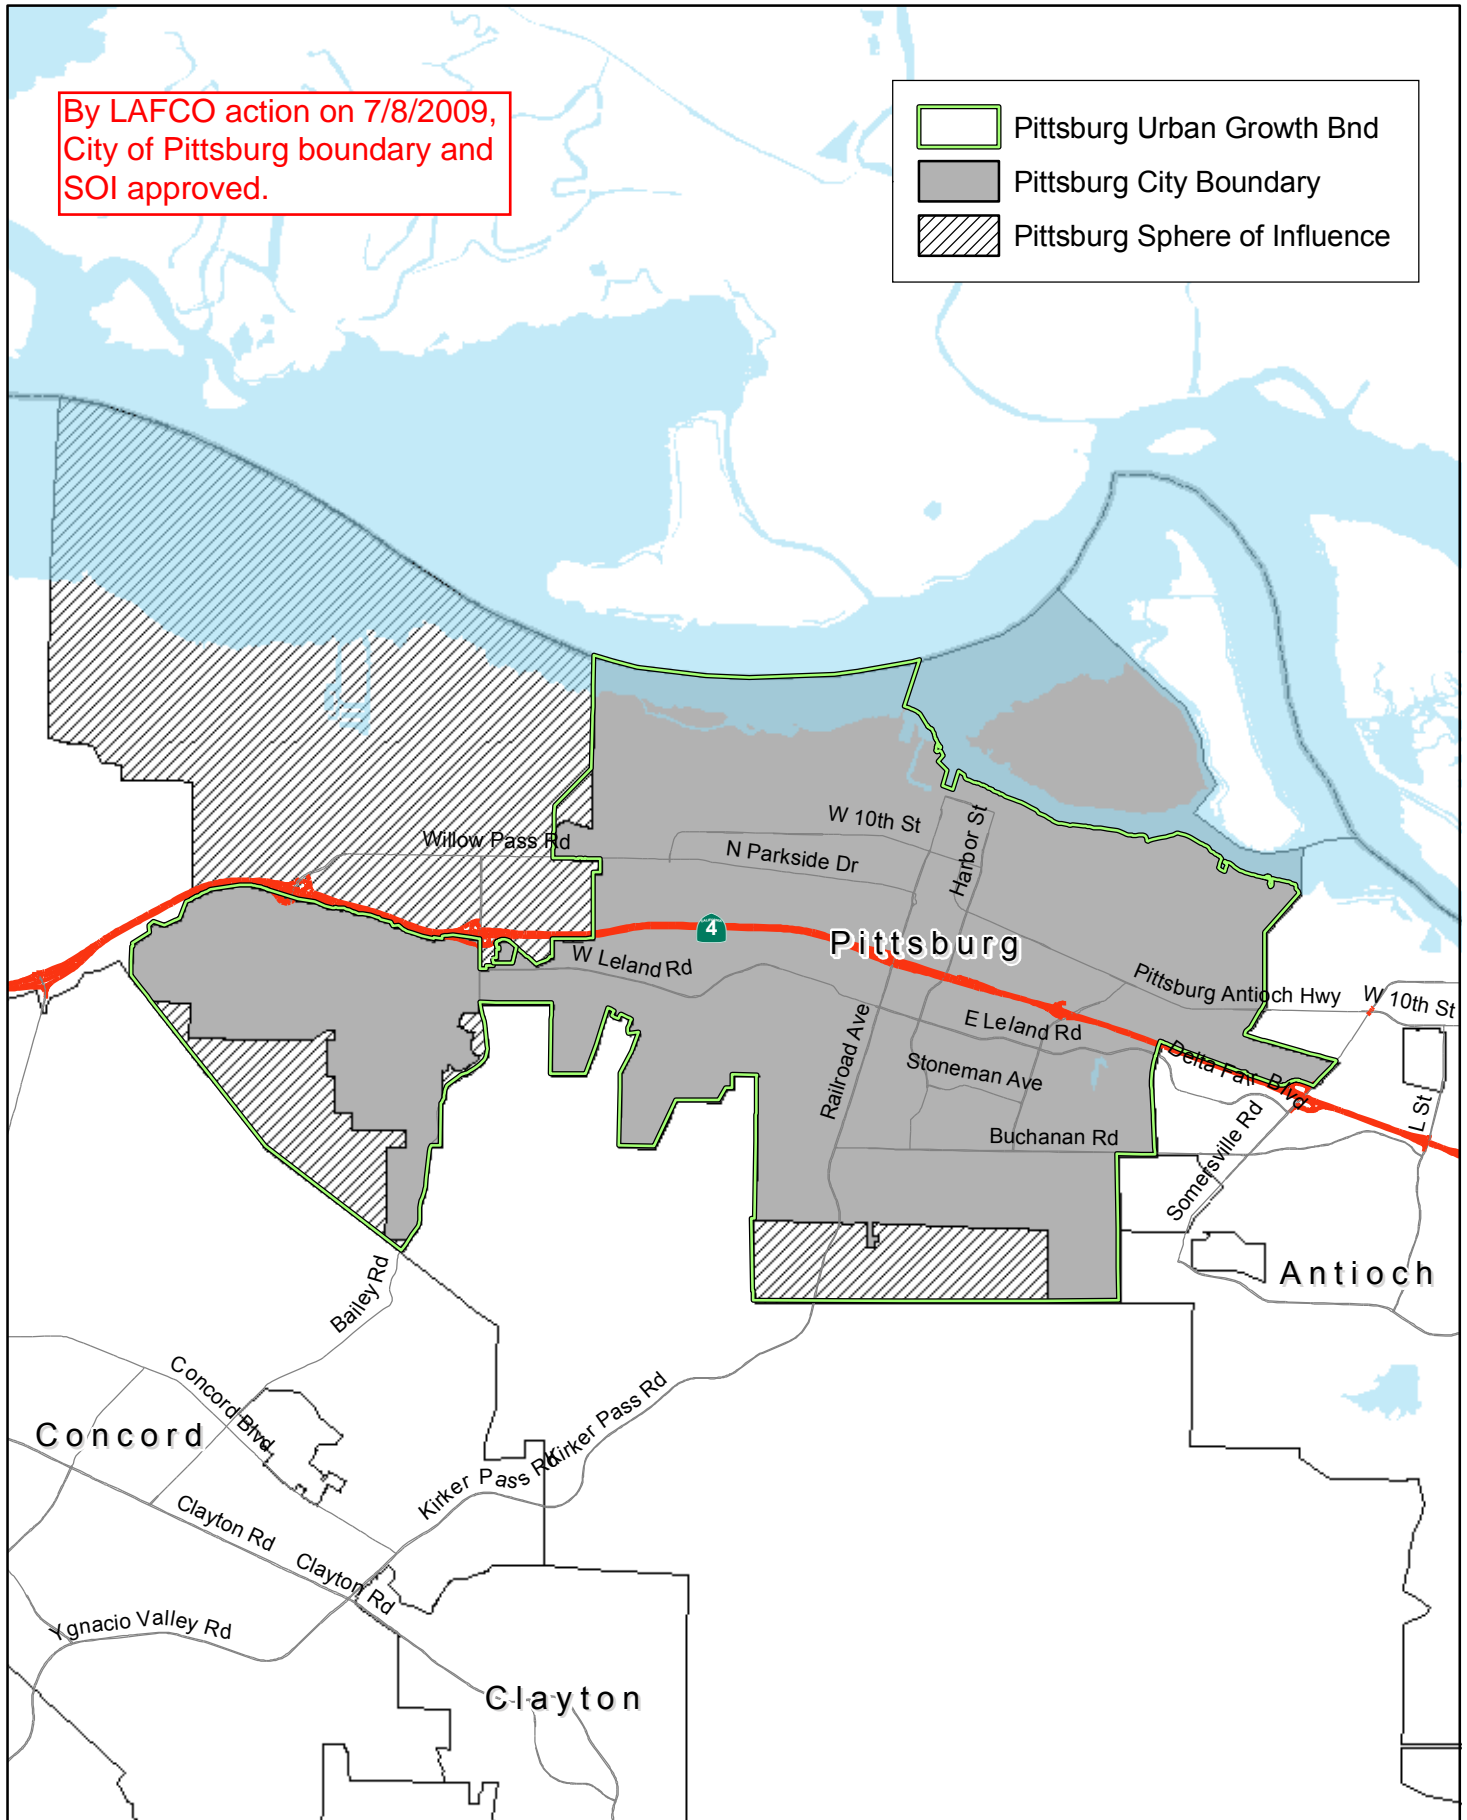 By LAFCO action on 7/8/2009,
City of Pittsburg boundary and
SOI approved.
Pittsburg Urban Growth Bnd
Pittsburg City Boundary
Pittsburg Sphere of Influence
W 10th St
Harbor St
Willow Pass Rd
N Parkside Dr
4
Pittsburg
W Leland Rd
Pittsburg Antioch Hwy
W 10th St
E Leland Rd
Railroad Ave
Stoneman Ave
Delta Fair Blvd
L St
Buchanan Rd
Somersville Rd
Antioch
Bailey Rd
Concord Blvd
Concord
Kirker Pass Rd
Kirker Pass Rd
Clayton Rd
Clayton Rd
Ygnacio Valley Rd
Clayton